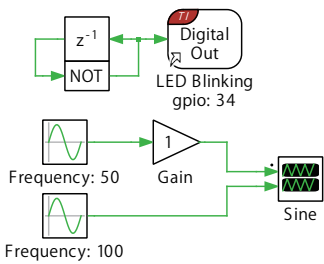 TI
z-1
Digital
Out
NOT
LED Blinking
gpio: 34
1
Frequency: 50
Gain
Sine
Frequency: 100